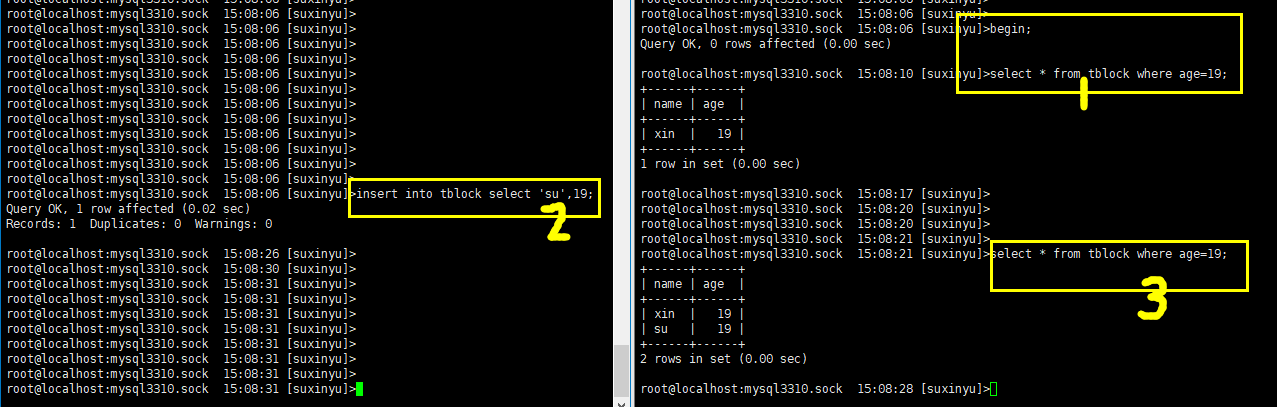 root@localhost:mysql3310.sock  15:08:06 [suxinyu]>
root@localhost:mysql3310.sock  15:08:06 [suxinyu]>
root@localhost:mysql3310.sock  15:08:06 [suxinyu]>
root@localhost:mysql3310.sock  15:08:06 [suxinyu]>
root@localhost:mysql3310.sock  15:08:06 [suxinyu]>
root@localhost:mysql3310.sock  15:08:06 [suxinyu]>
root@localhost:mysql3310.sock  15:08:06 [suxinyu]>
root@localhost:mysql3310.sock  15:08:06 [suxinyu]>
root@localhost:mysql3310.sock  15:08:06 [suxinyu]>
root@localhost:mysql3310.sock  15:08:06 [suxinyu]>
root@localhost:mysql3310.sock  15:08:06 [suxinyu]>
root@localhost:mysql3310.sock  15:08:06 [suxinyu]>
root@localhost:mysql3310.sock  15:08:06 [suxinyu]>insert into tblock select 'su',19;
Query OK, 1 row affected (0.02 sec)
2
Records: 1  Duplicates: 0  Warnings: 0
root@localhost:mysql3310.sock  15:08:26 [suxinyu]>
root@localhost:mysql3310.sock  15:08:30 [suxinyu]>
root@localhost:mysql3310.sock  15:08:31 [suxinyu]>
root@localhost:mysql3310.sock  15:08:31 [suxinyu]>
root@localhost:mysql3310.sock  15:08:31 [suxinyu]>
root@localhost:mysql3310.sock  15:08:31 [suxinyu]>
root@localhost:mysql3310.sock  15:08:31 [suxinyu]>
root@localhost:mysql3310.sock  15:08:31 [suxinyu]>
root@localhost:mysql3310.sock  15:08:31 [suxinyu]>
root@localhost:mysql3310.sock  15:08:31 [suxinyu]>
root@localhost:mysql3310.sock  15:08:06 [suxinyu]>
root@localhost:mysql3310.sock  15:08:06 [suxinyu]>begin;
Query OK, 0 rows affected (0.00 sec)
root@localhost:mysql3310.sock  15:08:10 [suxinyu]>select * from tblock where age=19;
1
+------+------+
| name | age  |
+------+------+
| xin  |   19 |
+------+------+
1 row in set (0.00 sec)
root@localhost:mysql3310.sock  15:08:17 [suxinyu]>
root@localhost:mysql3310.sock  15:08:20 [suxinyu]>
root@localhost:mysql3310.sock  15:08:20 [suxinyu]>
root@localhost:mysql3310.sock  15:08:21 [suxinyu]>
root@localhost:mysql3310.sock  15:08:21 [suxinyu]>select * from tblock where age=19;
3
+------+------+
| name | age  |
+------+------+
| xin  |   19 |
| su   |   19 |
+------+------+
2 rows in set (0.00 sec)
root@localhost:mysql3310.sock  15:08:28 [suxinyu]>